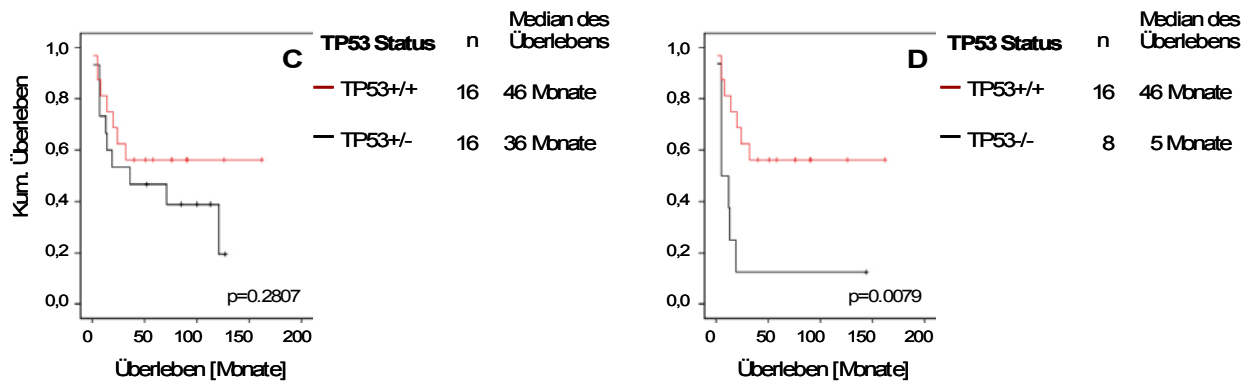 C
TP53 Status n Median des Überlebens
TP53+/+ 16 46 Monate
TP53+/- 16 36 Monate
Kum. Überleben
1,0
0,8
0,6
0,4
0,2
0,0
p=0.2807
0 50 100 150 200
Überleben [Monate]
D
TP53 Status n Median des Überlebens
TP53+/+ 16 46 Monate
TP53-/- 8 5 Monate
1,0
0,8
0,6
0,4
0,2
0,0
p=0.0079
0 50 100 150 200
Überleben [Monate]